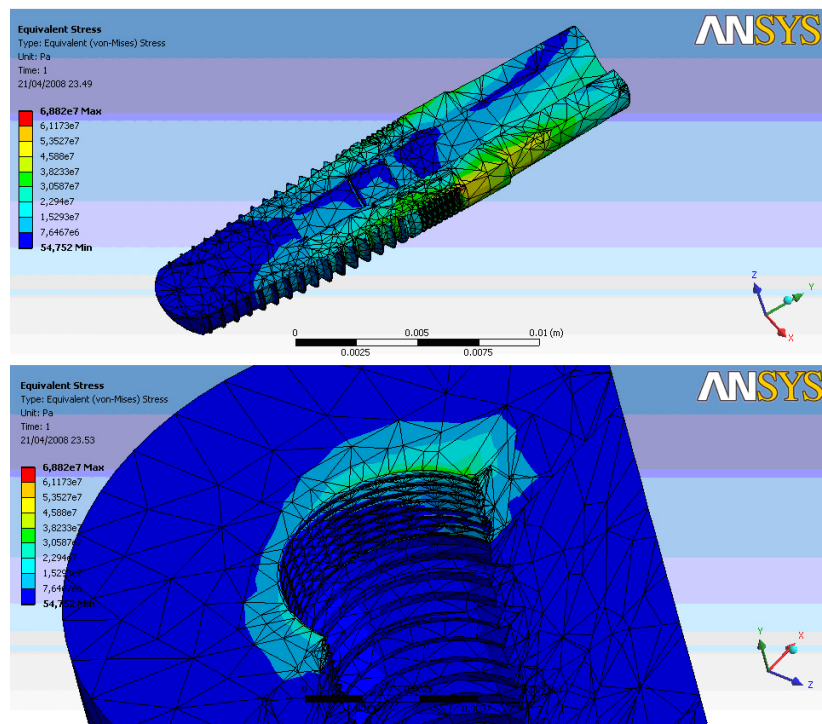 Equivalent Stress
Type: Equivalent (von-Mises) Stress
Unit: Pa
Time: 1
21/04/2008 23.49
ANSYS
6,882e7 Max
6,1173e7
5,3527e7
4,588e7
3,8233e7
3,0587e7
2,294e7
1,5293e7
7,6467e6
54,752 Min
Z
Y
X
0
0.005
0.01 (m)
0.0025
0.0075
Equivalent Stress
Type: Equivalent (von-Mises) Stress
Unit: Pa
Time: 1
21/04/2008 23.53
ANSYS
6,882e7 Max
6,1173e7
5,3527e7
4,588e7
3,8233e7
3,0587e7
2,294e7
Y
X
Z